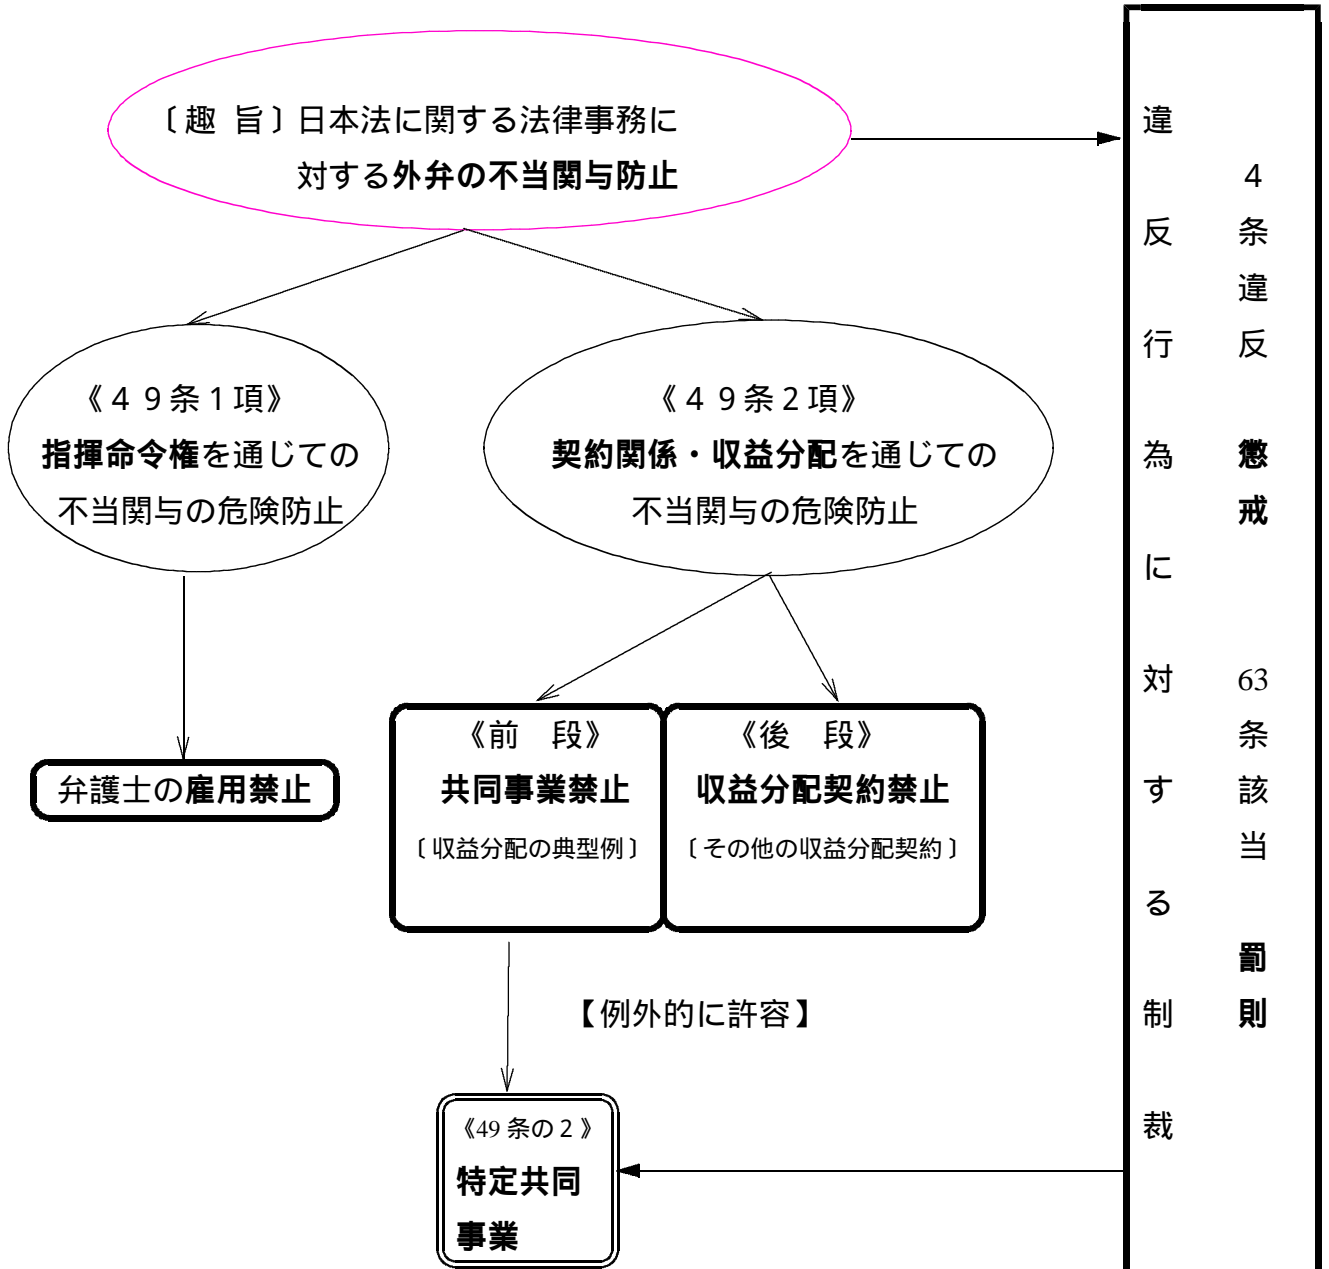 〔趣 旨〕日本法に関する法律事務に
対する外弁の不当関与防止
《４９条１項》
指揮命令権を通じての
不当関与の危険防止
《４９条２項》
契約関係・収益分配を通じての
不当関与の危険防止
弁護士の雇用禁止
《前　段》
共同事業禁止
〔収益分配の典型例〕
《後　段》
収益分配契約禁止
〔その他の収益分配契約〕
【例外的に許容】
《49条の２》
特定共同
事業
４条違反　懲戒　63条該当　罰則
違反行為に対する制裁